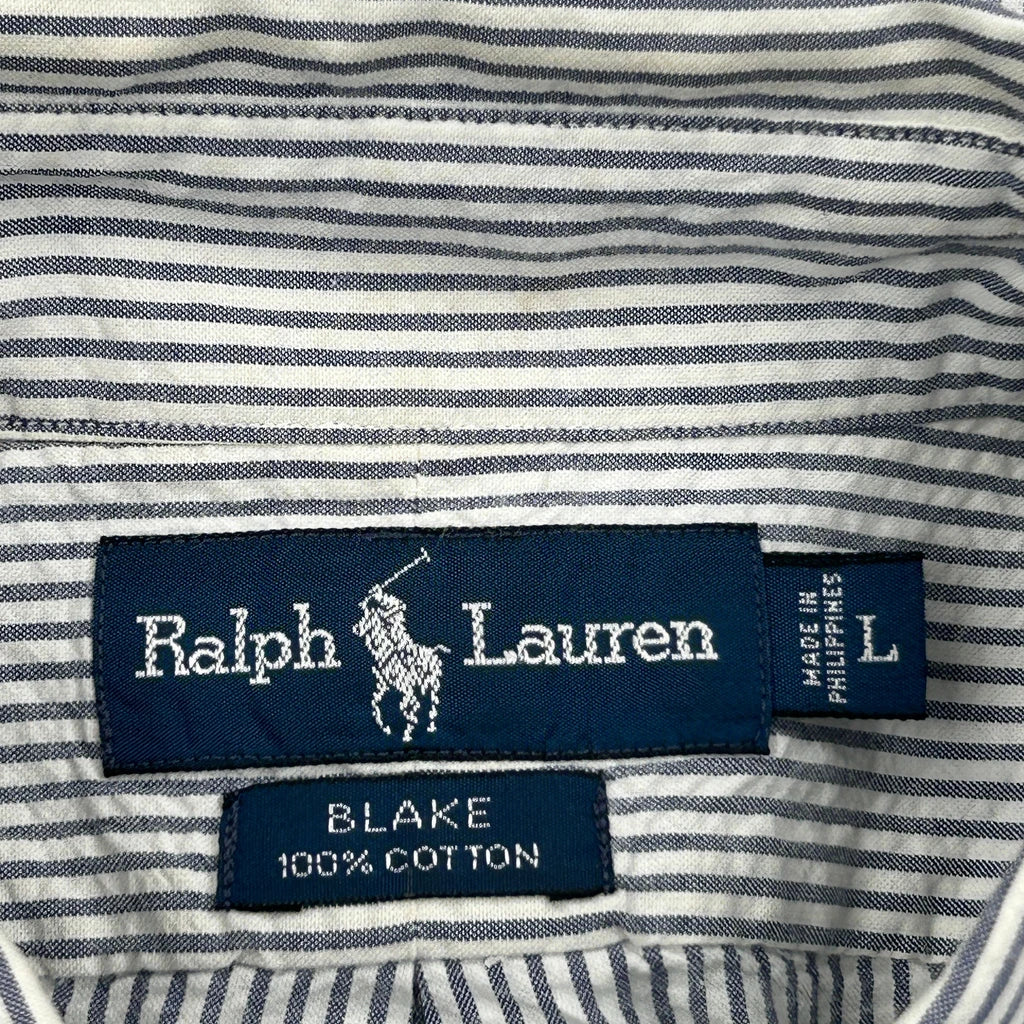 Ralph Lauren
MADE IN
PHILIPPINES
L
BLAKE
100% COTTON